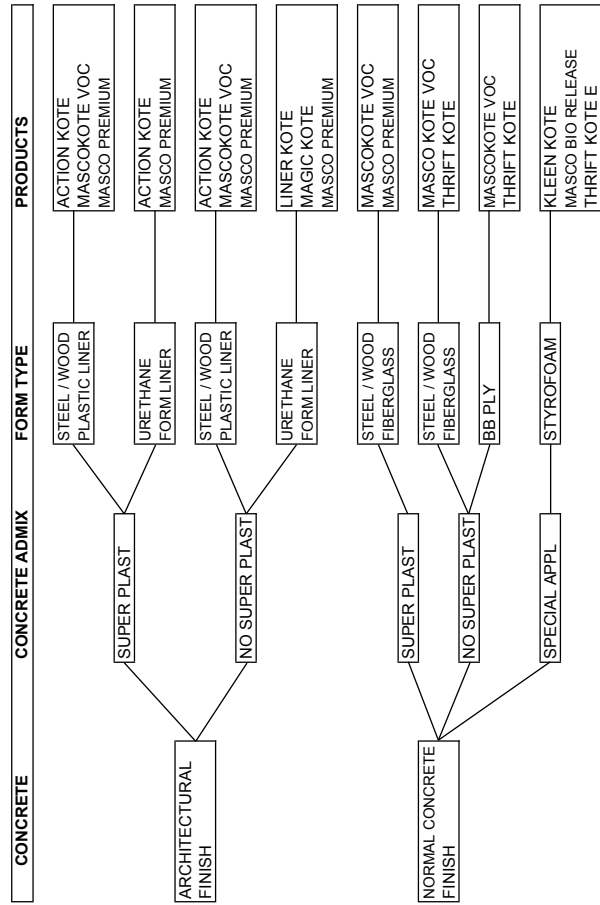 CONCRETE CONCRETE ADMIX FORM TYPE PRODUCTS
ARCHITECTURAL
FINISH
SUPER PLAST
STEEL / WOOD
PLASTIC LINER
ACTION KOTE
MASCOKOTE VOC
MASCO PREMIUM
URETHANE
FORM LINER
ACTION KOTE
MASCO PREMIUM
NO SUPER PLAST
STEEL / WOOD
PLASTIC LINER
ACTION KOTE
MASCOKOTE VOC
MASCO PREMIUM
URETHANE
FORM LINER
LINER KOTE
MAGIC KOTE
MASCO PREMIUM
NORMAL CONCRETE
FINISH
SUPER PLAST
STEEL / WOOD
FIBERGLASS
MASCOKOTE VOC
MASCO PREMIUM
NO SUPER PLAST
STEEL / WOOD
FIBERGLASS
MASCO KOTE VOC
THRIFT KOTE
BB PLY
MASCOKOTE VOC
THRIFT KOTE
SPECIAL APPL
STYROFOAM
KLEEN KOTE
MASCO BIO RELEASE
THRIFT KOTE E